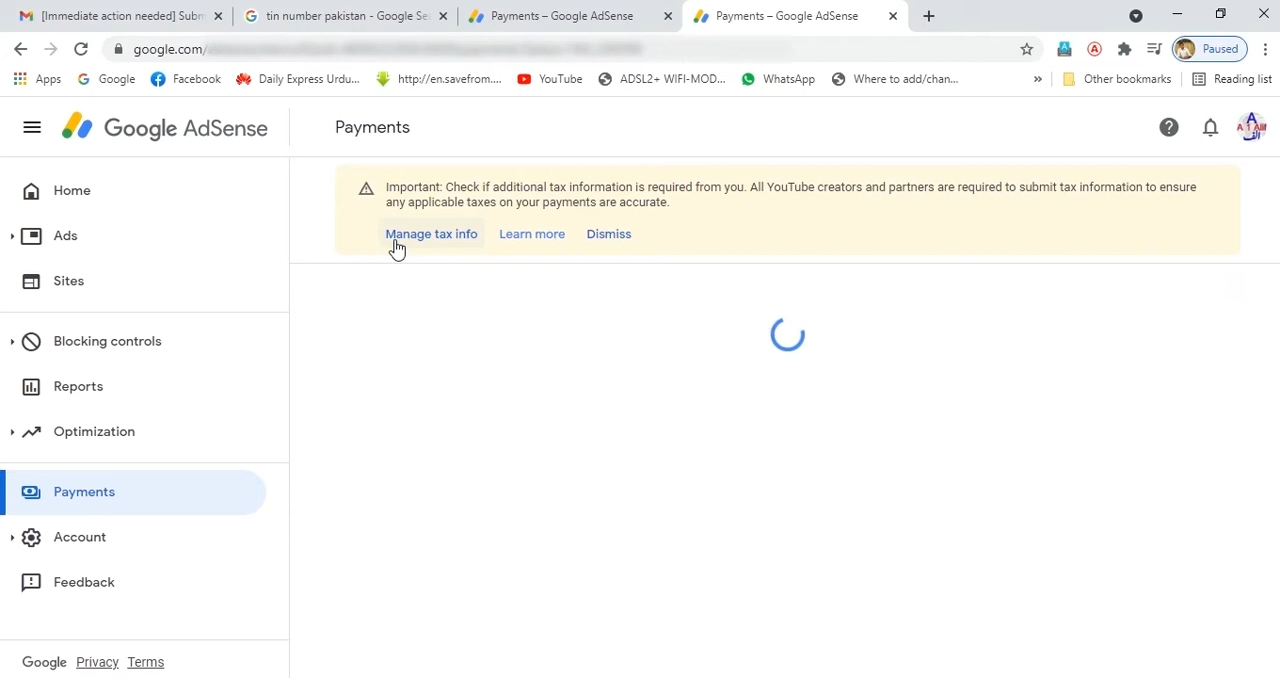 [Immediate action needed] Subm
tin number pakistan - Google Se
Payments – Google AdSense
Payments – Google AdSense
google.com/
Paused
Apps
Google
Facebook
Daily Express Urdu...
http://en.savefrom....
YouTube
ADSL2+ WIFI-MOD...
WhatsApp
Where to add/chan...
»
Other bookmarks
Reading list
Google AdSense
Payments
Home
Ads
Sites
Blocking controls
Reports
Optimization
Payments
Account
Feedback
Google Privacy Terms
Important: Check if additional tax information is required from you. All YouTube creators and partners are required to submit tax information to ensure
any applicable taxes on your payments are accurate.
Manage tax info Learn more Dismiss